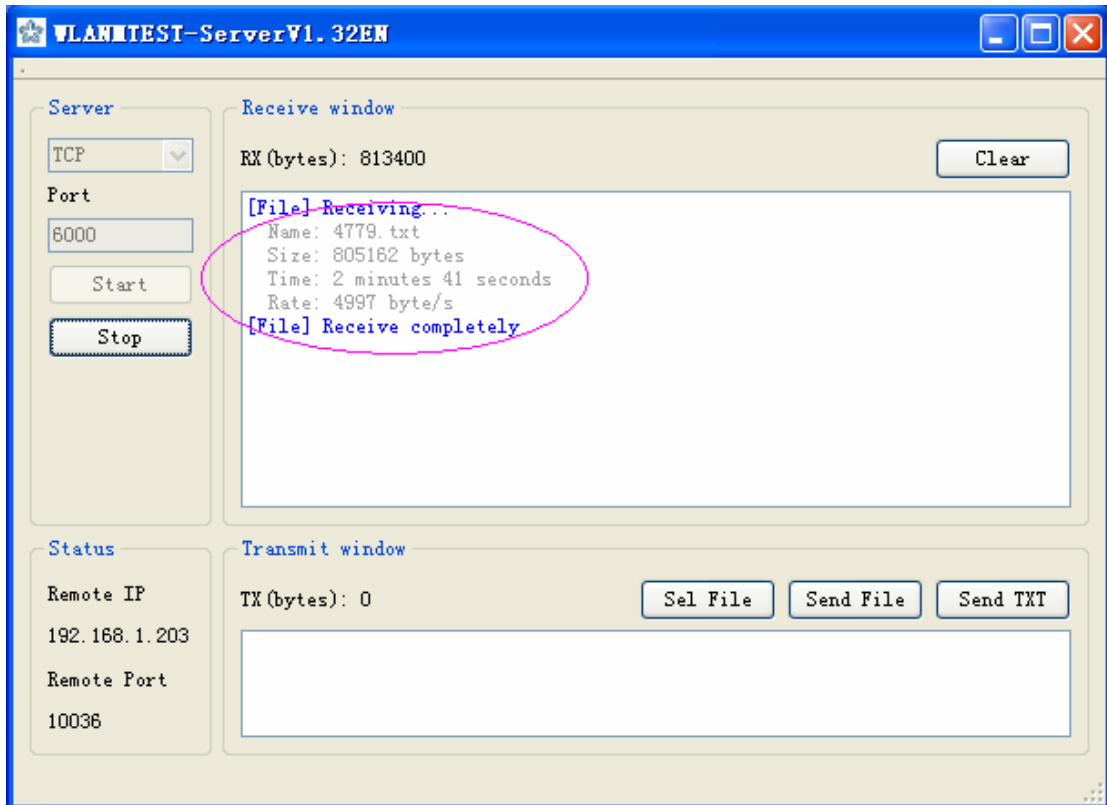 WLANMTEST-ServerV1.32EN
Server
TCP
Port
6000
Start
Stop
Receive window
RX(bytes): 813400
Clear
[File] Receiving...
Name: 4779.txt
Size: 805162 bytes
Time: 2 minutes 41 seconds
Rate: 4997 byte/s
[File] Receive completely
Status
Remote IP
192.168.1.203
Remote Port
10036
Transmit window
TX(bytes): 0
Sel File
Send File
Send TXT